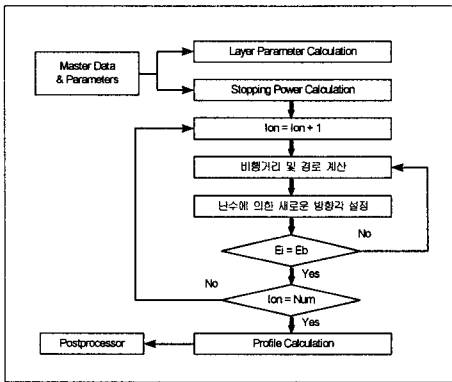 Layer Parameter Calculation
Master Data
& Parameters
Stopping Power Calculation
Ion = Ion + 1
비행거리 및 경로 계산
난수에 의한 새로운 방향각 설정
No
Ei = Eb
Yes
No
Ion = Num
Yes
Postprocessor
Profile Calculation